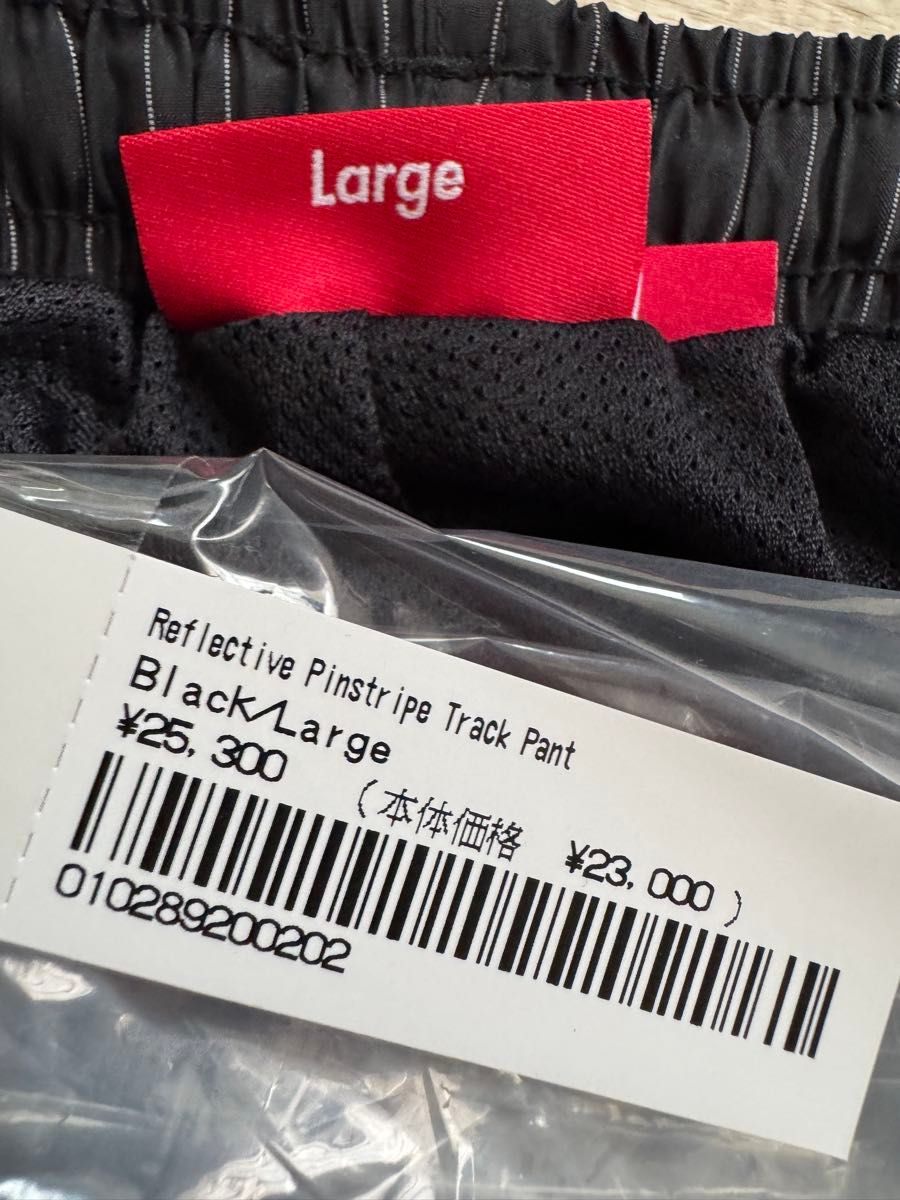 Large
Reflective Pinstripe Track Pant
Black/Large
¥25,300
(本体価格 ¥23,000)
010289200202